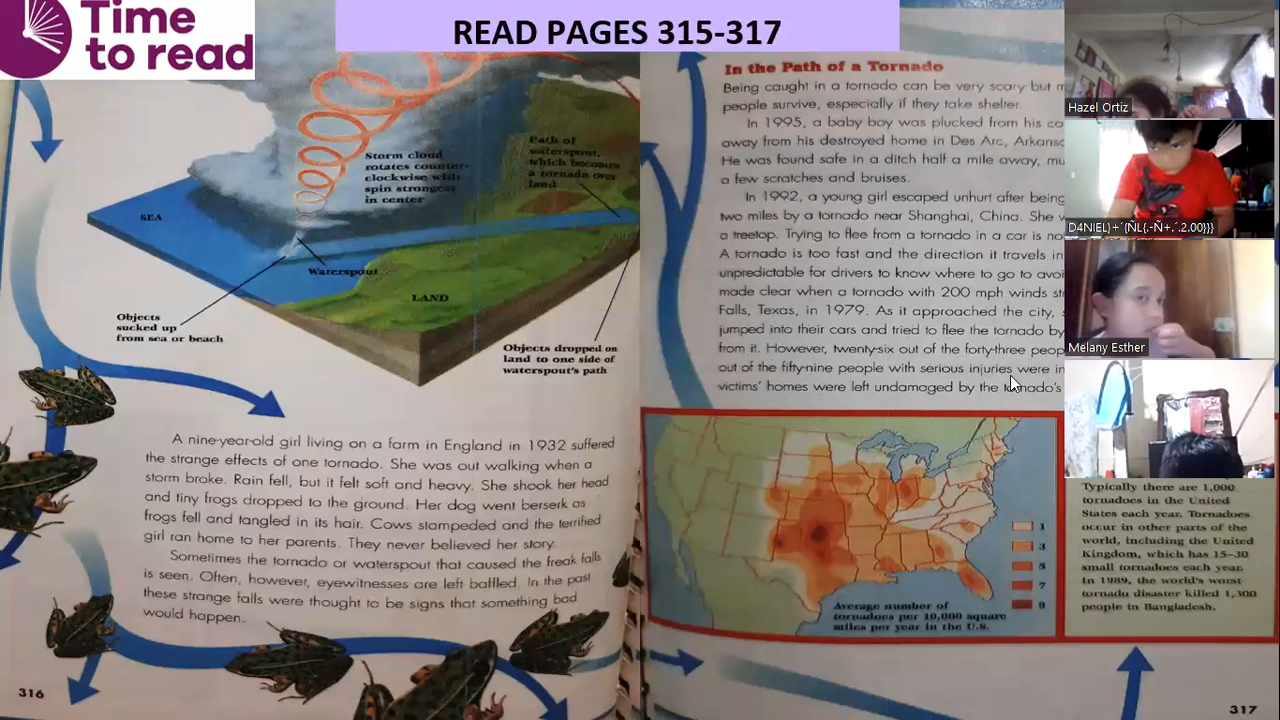 Time
to read
READ PAGES 315-317
Storm cloud
rotates counter-
clockwise with
spin strongest
in center
Path of
waterspout,
which becomes
a tornado over
land
SEA
Waterspout
LAND
Objects
sucked up
from sea or beach
Objects dropped on
land to one side of
waterspout's path
A nine-year-old girl living on a farm in England in 1932 suffered
the strange effects of one tornado. She was out walking when a
storm broke. Rain fell, but it felt soft and heavy. She shook her head
and tiny frogs dropped to the ground. Her dog went berserk as
frogs fell and tangled in its hair. Cows stampeded and the terrified
girl ran home to her parents. They never believed her story.
Sometimes the tornado or waterspout that caused the freak falls
is seen. Often, however, eyewitnesses are left baffled. In the past
these strange falls were thought to be signs that something bad
would happen.
316
In the Path of a Tornado
Being caught in a tornado can be very scary but
people survive, especially if they take shelter.
In 1995, a baby boy was plucked from his
away from his destroyed home in Des Arc,
He was found safe in a ditch half a mile away,
a few scratches and bruises.
In 1992, a young girl escaped unhurt after being
two miles by a tornado near Shanghai, China. She
a treetop. Trying to flee from a tornado in a car is
A tornado is too fast and the direction it travels in
unpredictable for drivers to know where to go to
made clear when a tornado with 200 mph winds
Falls, Texas, in 1979. As it approached the city,
jumped into their cars and tried to flee the tornado by
from it. However, twenty-six out of the forty-three
out of the fifty-nine people with serious injuries were
victims' homes were left undamaged by the tornado's
1
3
5
7
9
Average number of
tornadoes per 10,000 square
miles per year in the U.S.
Typically there are 1,000
tornadoes in the United
States each year. Tornadoes
occur in other parts of the
world, including the United
Kingdom, which has 15–30
small tornadoes each year.
In 1989, the world's worst
tornado disaster killed 1,300
people in Bangladesh.
317
Hazel Ortiz
D4NIEL}+´{ÑL{.-Ñ+.´.2.00}}}
Melany Esther